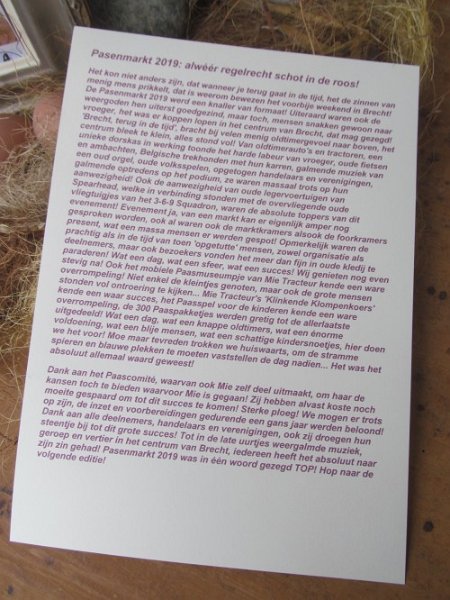 Pasenmarkt 2019: alwéér regelrecht schot in de roos!
Het kon niet anders zijn, dat wanneer je terug gaat in de tijd, het de zinnen van
menig mens prikkelt, dat is weerom bewezen het voorbije weekend in Brecht!
De Pasenmarkt 2019 werd een knaller van formaat! Uiteraard waren ook de
weergoden hen uiterst goedgezind, maar toch, mensen snakken gewoon naar
vroeger, het was er koppen lopen in het centrum van Brecht, dat mag gezegd!
'Brecht, terug in de tijd', bracht bij velen menig oldtimergevoel naar boven, het
centrum bleek te klein, alles stond vol! Van oldtimerauto's en tractoren, een
unieke dorskas in werking toonde het harde labeur van vroeger, oude fietsen
en ambachten, Belgische trekhonden met hun karren, galmende muziek van
een oud orgel, oude volksspelen, opgetogen handelaars en verenigingen,
galmende optredens op het podium, ze waren massaal trots op hun
aanwezigheid! Ook de aanwezigheid van oude legervoertuigen van
Spearhead, welke in verbinding stonden met de overvliegende oude
vliegtuigjes van het 3-6-9 Squadron, waren de absolute toppers van dit
evenement! Evenement ja, van een markt kan er eigenlijk amper nog
gesproken worden, ook al waren ook de marktkramers alsook de foorkramers
present, wat een massa mensen er werden gespot! Opmerkelijk waren de
prachtig als in de tijd van toen 'opgetutte' mensen, zowel organisatie als
deelnemers, maar ook bezoekers vonden het meer dan fijn in oude kledij te
paraderen! Wat een dag, wat een sfeer, wat een succes! Wij genieten nog even
stevig na! Ook het mobiele Paasmuseumpje van Mie Tracteur kende een ware
overrompeling! Niet enkel de kleintjes genoten, maar ook de grote mensen
stonden vol ontroering te kijken... Mie Tracteur's 'Klinkende Klompenkoers'
kende een waar succes, het Paasspel voor de kinderen kende een ware
overrompeling, de 300 Paaspakketjes werden gretig tot de allerlaatste
uitgedeeld! Wat een dag, wat een knappe oldtimers, wat een énorme
voldoening, wat een blije mensen, wat een schattige kindersnoetjes, hier doen
we het voor! Moe maar tevreden trokken we huiswaarts, om de stramme
spieren en blauwe plekken te moeten vaststellen de dag nadien... Het was het
absoluut allemaal waard geweest!
Dank aan het Paascomité, waarvan ook Mie zelf deel uitmaakt, om haar de
kansen toch te bieden waarvoor Mie is gegaan! Zij hebben alvast koste noch
moeite gespaard om tot dit succes te komen! Sterke ploeg! We mogen er trots
op zijn, de inzet en voorbereidingen gedurende een gans jaar werden beloond!
Dank aan alle deelnemers, handelaars en verenigingen, ook zij droegen hun
steentje bij tot dit grote succes! Tot in de late uurtjes weergalmde muziek,
geroep en vertier in het centrum van Brecht, iedereen heeft het absoluut naar
zijn zin gehad! Pasenmarkt 2019 was in één woord gezegd TOP! Hop naar de
volgende editie!